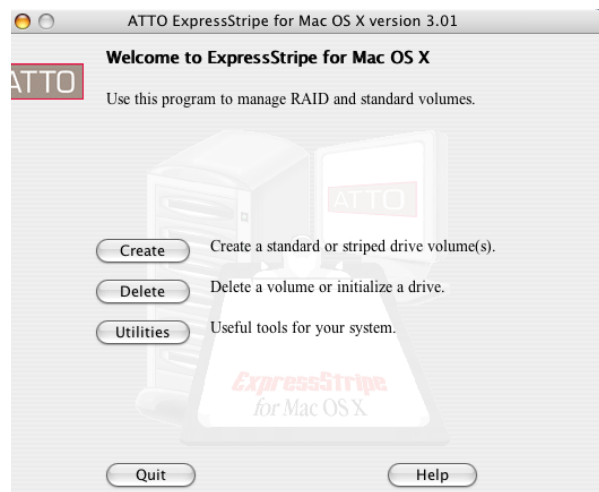 ATTO ExpressStripe for Mac OS X version 3.01
Welcome to ExpressStripe for Mac OS X
ATTO
Use this program to manage RAID and standard volumes.
ATTO
Create Create a standard or striped drive volume(s).
Delete Delete a volume or initialize a drive.
Utilities Useful tools for your system.
ExpressStripe
for Mac OS X
Quit Help